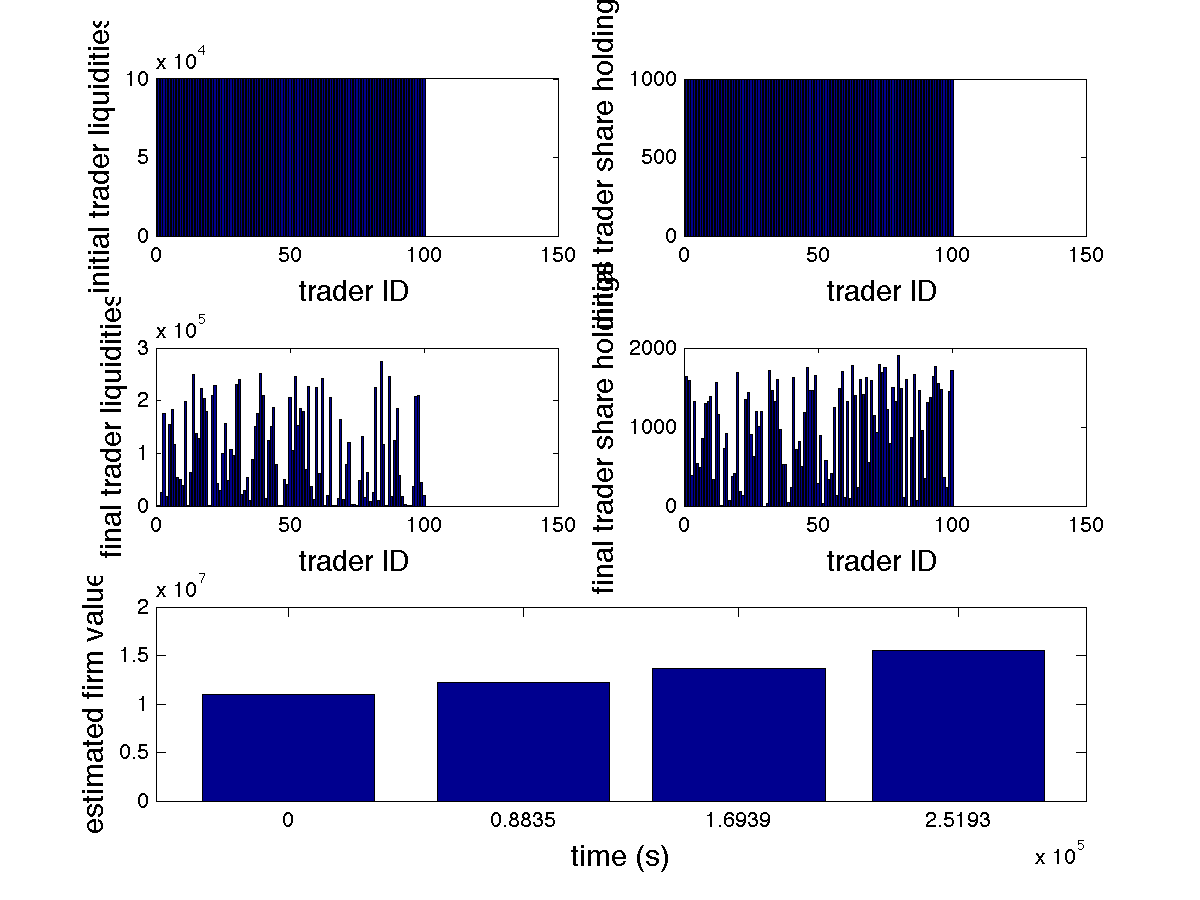 initial trader liquidities
x 10^4
10
5
0
0 50 100 150
trader ID
trader share holding
1000
500
0
0 50 100 150
trader ID
final trader liquidities
x 10^5
3
2
1
0
0 50 100 150
trader ID
final trader share holdings
2000
1000
0
0 50 100 150
trader ID
estimated firm value
x 10^7
2
1.5
1
0.5
0
0 0.8835 1.6939 2.5193
x 10^5
time (s)